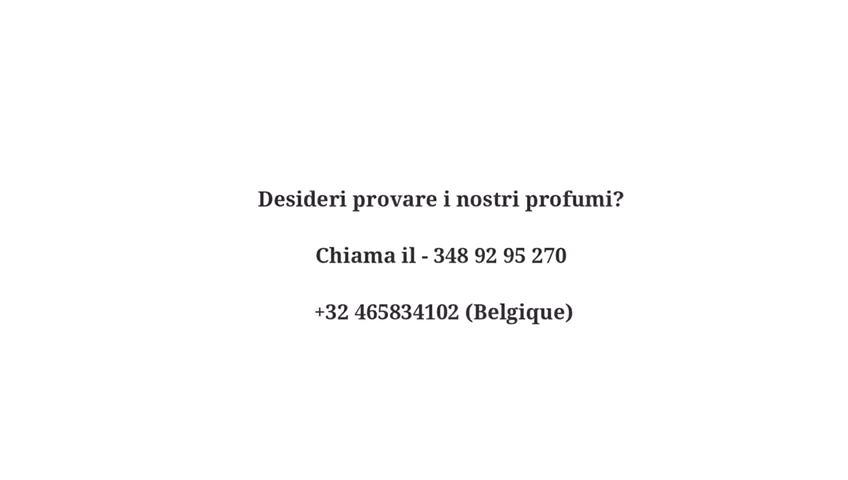 Desideri provare i nostri profumi?
Chiama il - 348 92 95 270
+32 465834102 (Belgique)